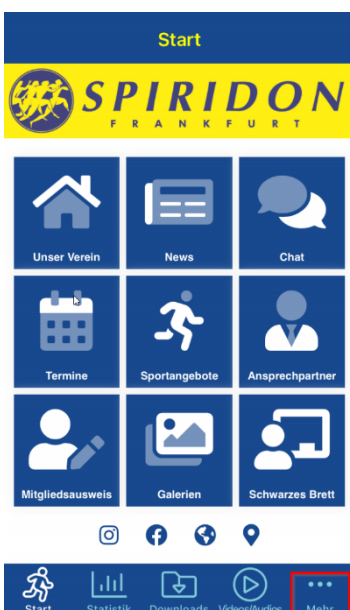 Start
SPIRIDON
FRANKFURT
Unser Verein
News
Chat
Termine
Sportangebote
Ansprechpartner
Mitgliedsausweis
Galerien
Schwarzes Brett
Start
Statistik
Downloads
Videos/Audios
Mehr